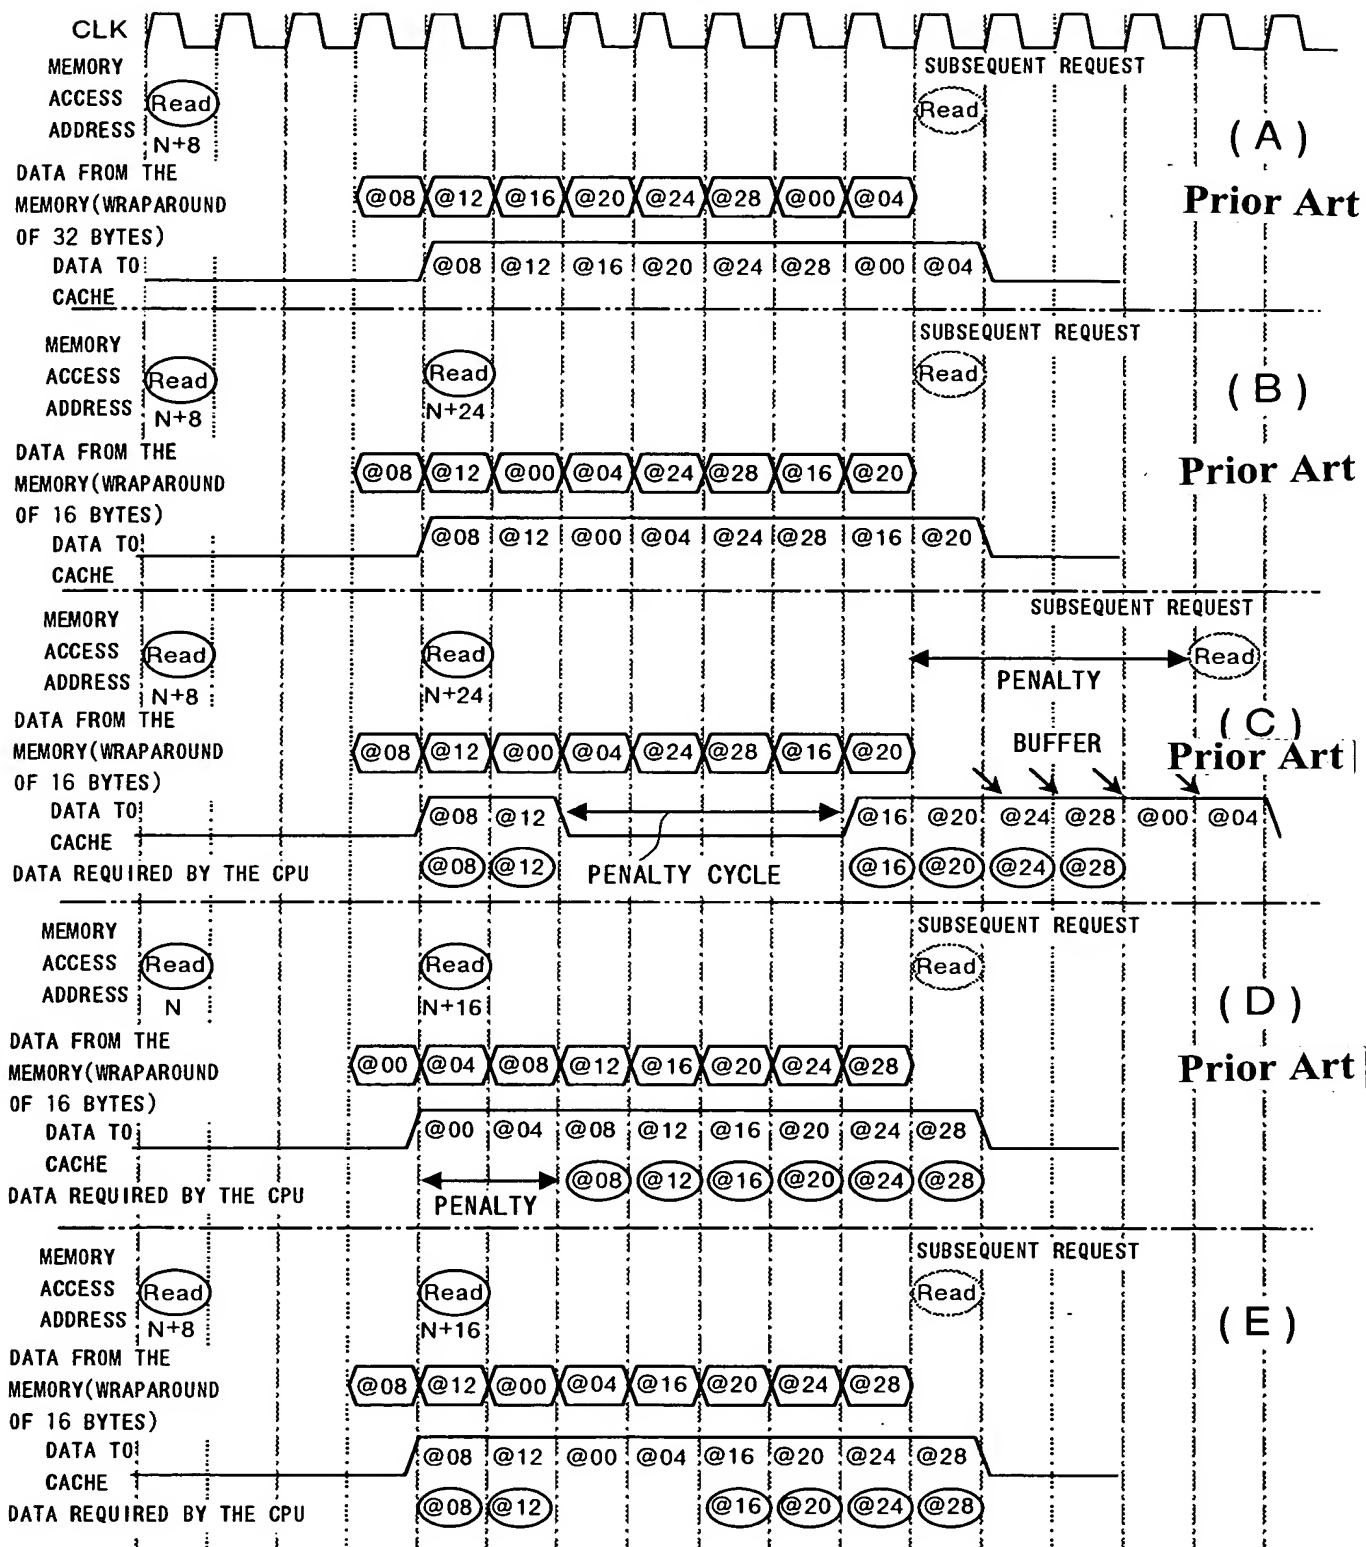 CLK
MEMORY
SUBSEQUENT REQUEST
ACCESS Read Read
ADDRESS N+8
(A)
DATA FROM THE
MEMORY(WRAPAROUND @08 @12 @16 @20 @24 @28 @00 @04 Prior Art
OF 32 BYTES)
DATA TO @08 @12 @16 @20 @24 @28 @00 @04
CACHE
MEMORY SUBSEQUENT REQUEST
ACCESS Read Read Read
ADDRESS N+8 N+24
(B)
DATA FROM THE
MEMORY(WRAPAROUND @08 @12 @00 @04 @24 @28 @16 @20 Prior Art
OF 16 BYTES)
DATA TO @08 @12 @00 @04 @24 @28 @16 @20
CACHE
MEMORY SUBSEQUENT REQUEST
ACCESS Read Read Read
ADDRESS N+8 N+24 PENALTY
DATA FROM THE (C)
MEMORY(WRAPAROUND @08 @12 @00 @04 @24 @28 @16 @20 BUFFER Prior Art
OF 16 BYTES)
DATA TO @08 @12 @16 @20 @24 @28 @00 @04
CACHE
DATA REQUIRED BY THE CPU @08 @12 PENALTY CYCLE @16 @20 @24 @28
MEMORY SUBSEQUENT REQUEST
ACCESS Read Read Read
ADDRESS N N+16 (D)
DATA FROM THE
MEMORY(WRAPAROUND @00 @04 @08 @12 @16 @20 @24 @28 Prior Art
OF 16 BYTES)
DATA TO @00 @04 @08 @12 @16 @20 @24 @28
CACHE
DATA REQUIRED BY THE CPU PENALTY @08 @12 @16 @20 @24 @28
MEMORY SUBSEQUENT REQUEST
ACCESS Read Read Read
ADDRESS N+8 N+16 (E)
DATA FROM THE
MEMORY(WRAPAROUND @08 @12 @00 @04 @16 @20 @24 @28
OF 16 BYTES)
DATA TO @08 @12 @00 @04 @16 @20 @24 @28
CACHE
DATA REQUIRED BY THE CPU @08 @12 @16 @20 @24 @28